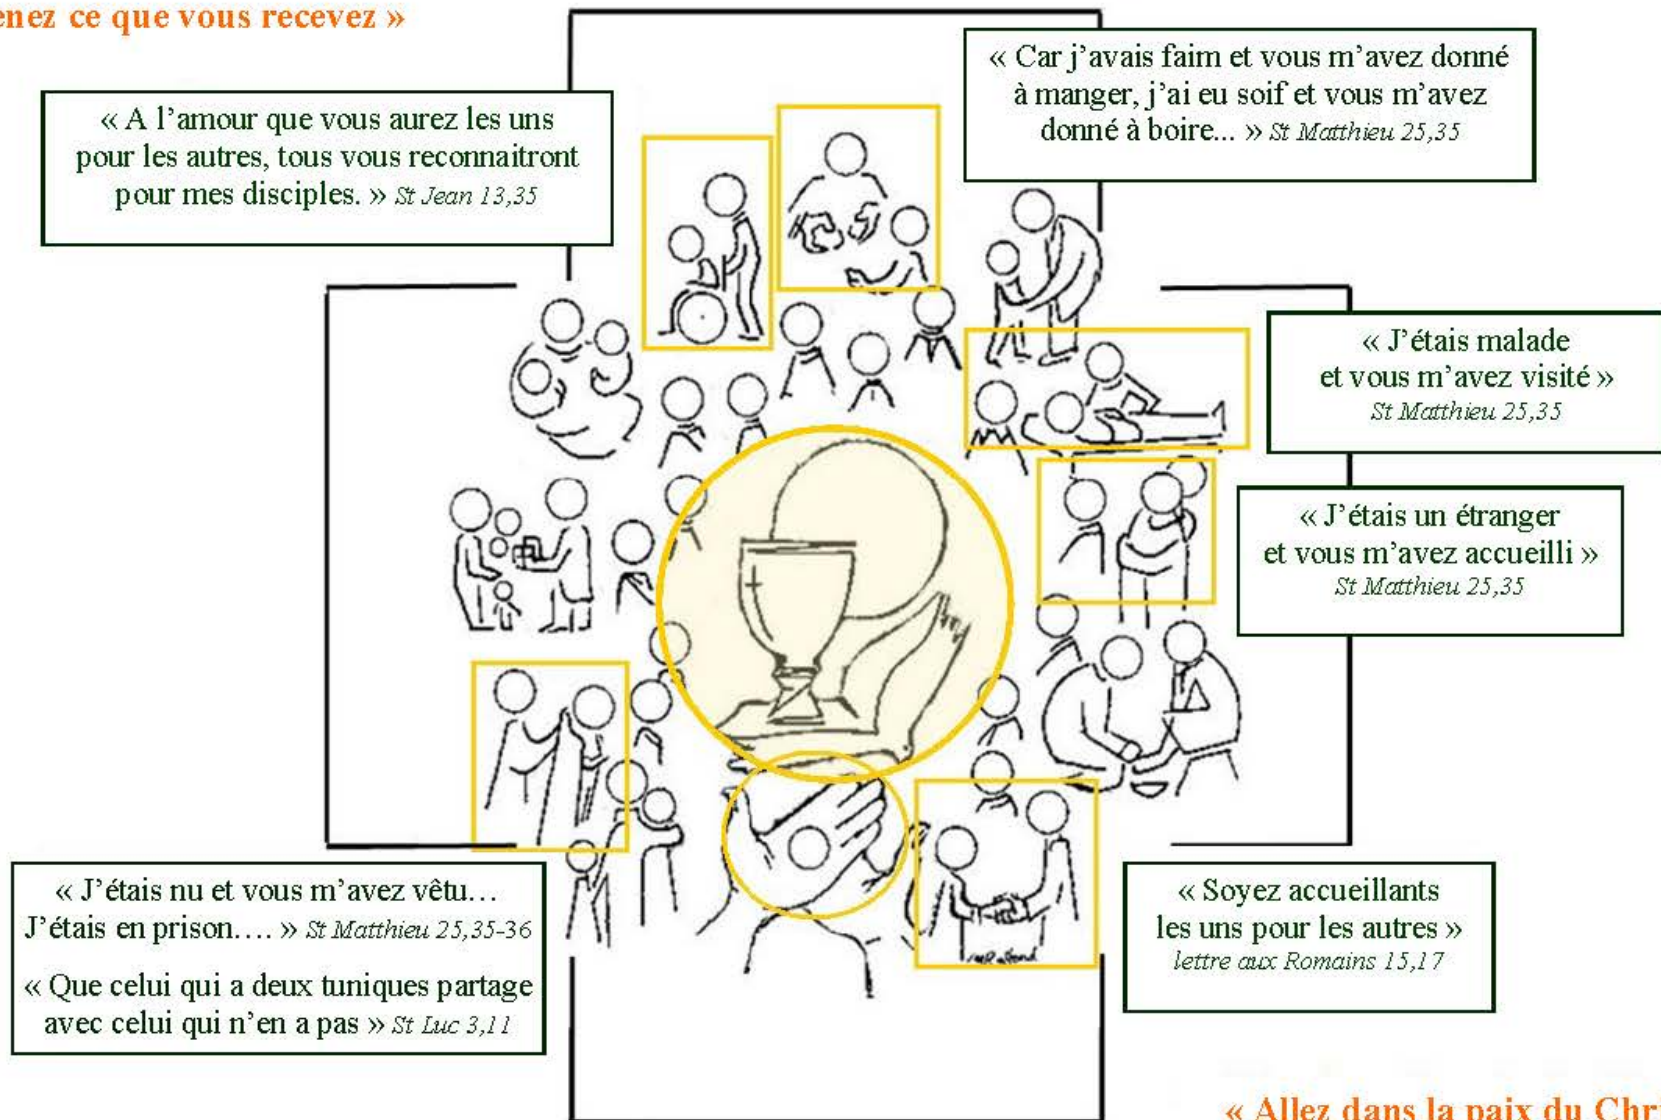 enez ce que vous recevez »
« A l'amour que vous aurez les uns
pour les autres, tous vous reconnaitront
pour mes disciples. » St Jean 13,35
« Car j'avais faim et vous m'avez donné
à manger, j'ai eu soif et vous m'avez
donné à boire... » St Matthieu 25,35
« J'étais malade
et vous m'avez visité »
St Matthieu 25,35
« J'étais un étranger
et vous m'avez accueilli »
St Matthieu 25,35
« J'étais nu et vous m'avez vêtu…
J'étais en prison…. » St Matthieu 25,35-36
« Que celui qui a deux tuniques partage
avec celui qui n'en a pas » St Luc 3,11
« Soyez accueillants
les uns pour les autres »
lettre aux Romains 15,17
« Allez dans la paix du Chr